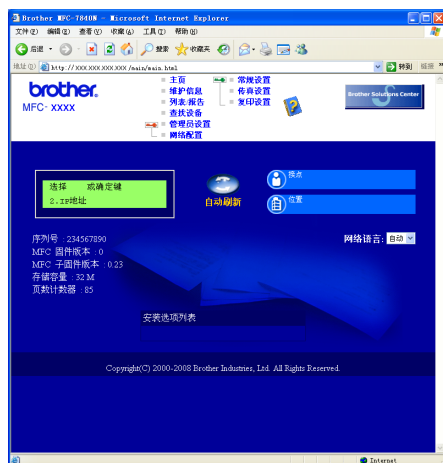 Brother MFC-7840N - Microsoft Internet Explorer
文件(F) 编辑(E) 查看(V) 收藏(A) 工具(T) 帮助(H)
后退 搜索 收藏夹
地址(D) http://XXX.XXX.XXX.XXX/main/main.html 转到 链接 »
brother.
MFC- XXXX
主页
维护信息
列表/报告
查找设备
管理员设置
网络配置
常规设置
传真设置
复印设置
Brother Solutions Center
选择 或确定键
2.IP地址
自动刷新
接点
位置
序列号 :234567890
MFC 固件版本 :0
MFC 子固件版本 :0.23
存储容量 :32 M
页数计数器 :85
网络语言: 自动
安装选项列表
Copyright(C) 2000-2008 Brother Industries, Ltd. All Rights Reserved.
Internet